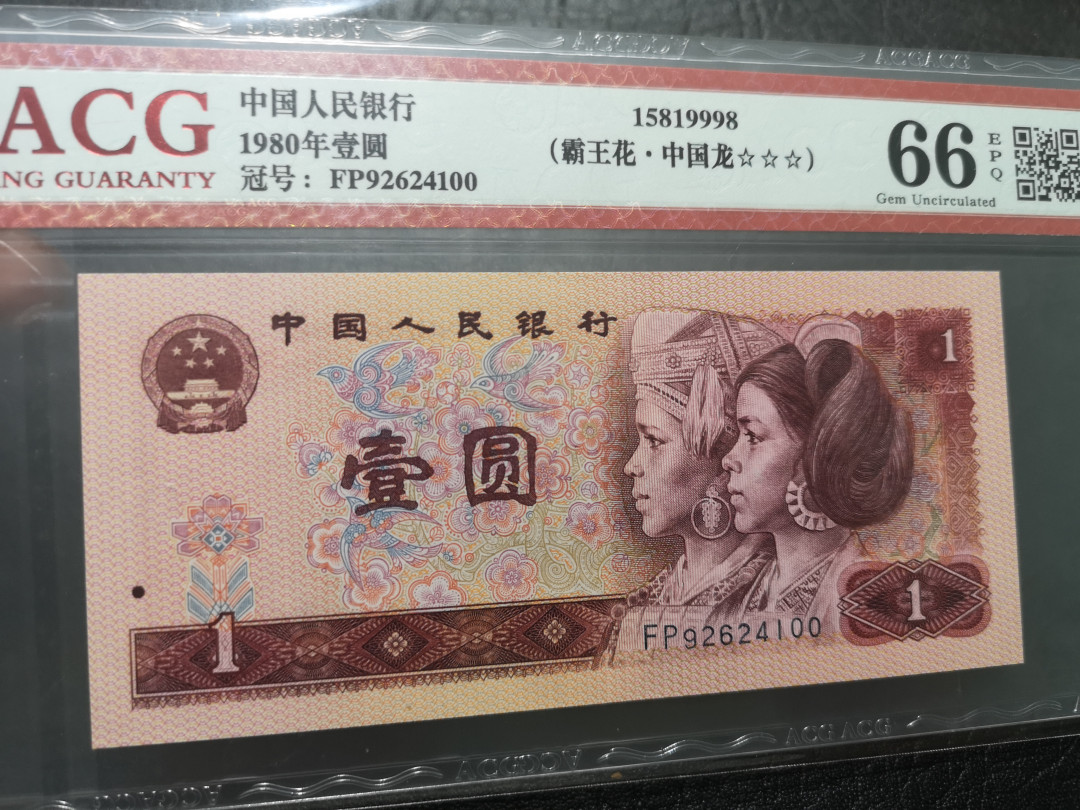 ACG
NG GUARANTY
中国人民银行
1980年壹圆
冠号： FP92624100
15819998
（霸王花·中国龙☆☆☆）
66
EPQ
Gem Uncirculated
中国人民银行
1
壹圆
1
1
FP92624100
ACG ACG